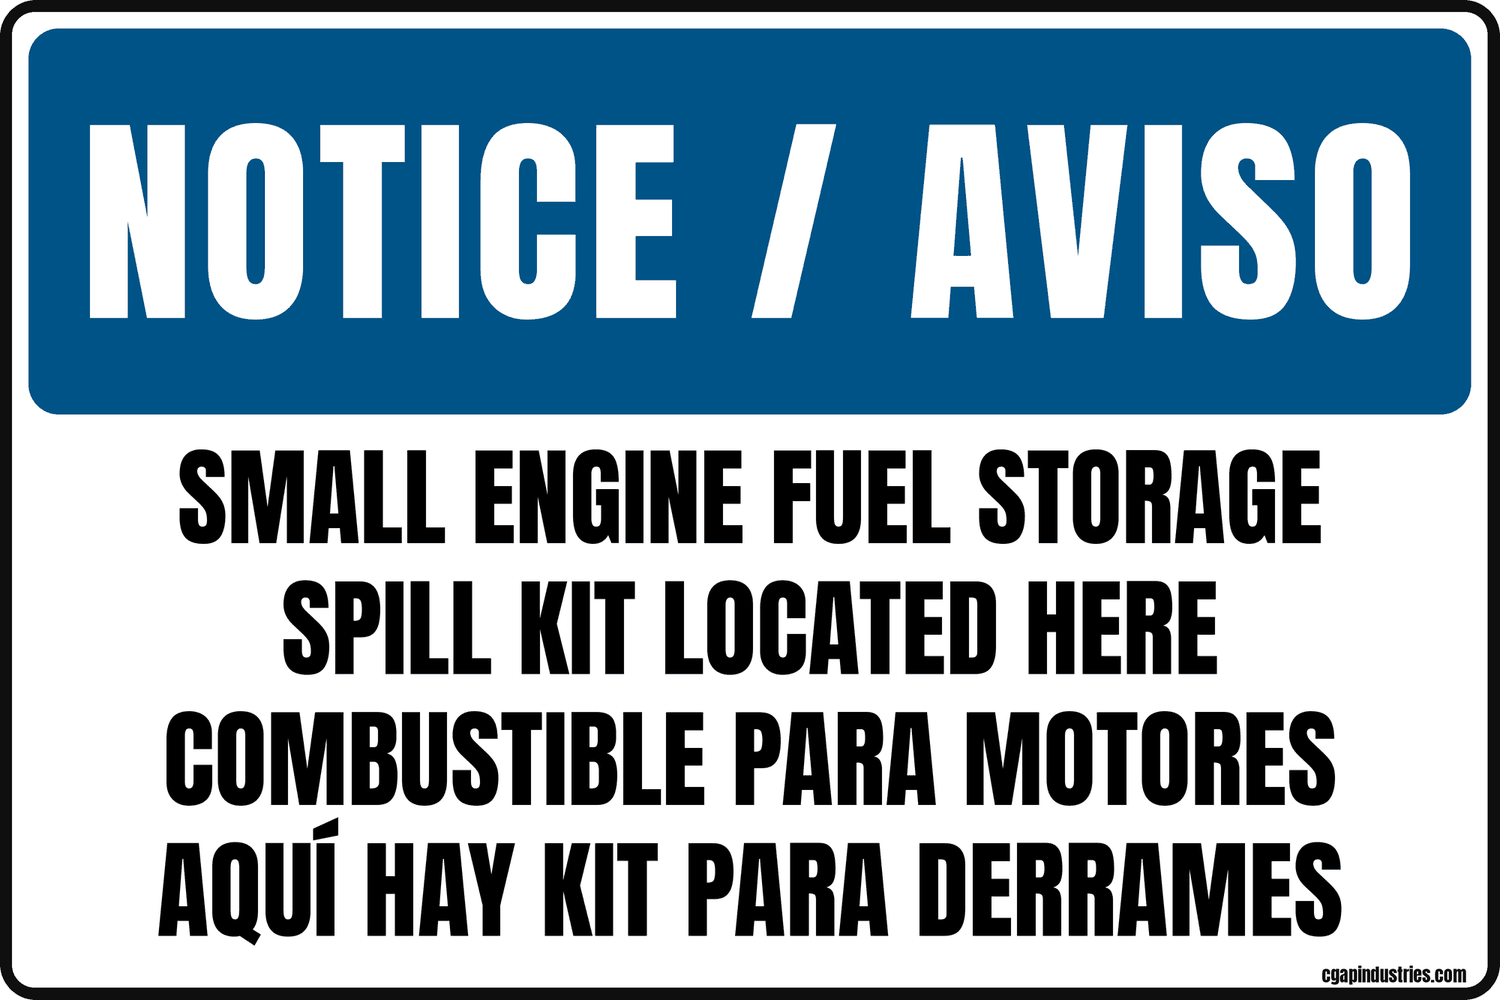 NOTICE / AVISO
SMALL ENGINE FUEL STORAGE
SPILL KIT LOCATED HERE
COMBUSTIBLE PARA MOTORES
AQUÍ HAY KIT PARA DERRAMES
cgapindustries.com